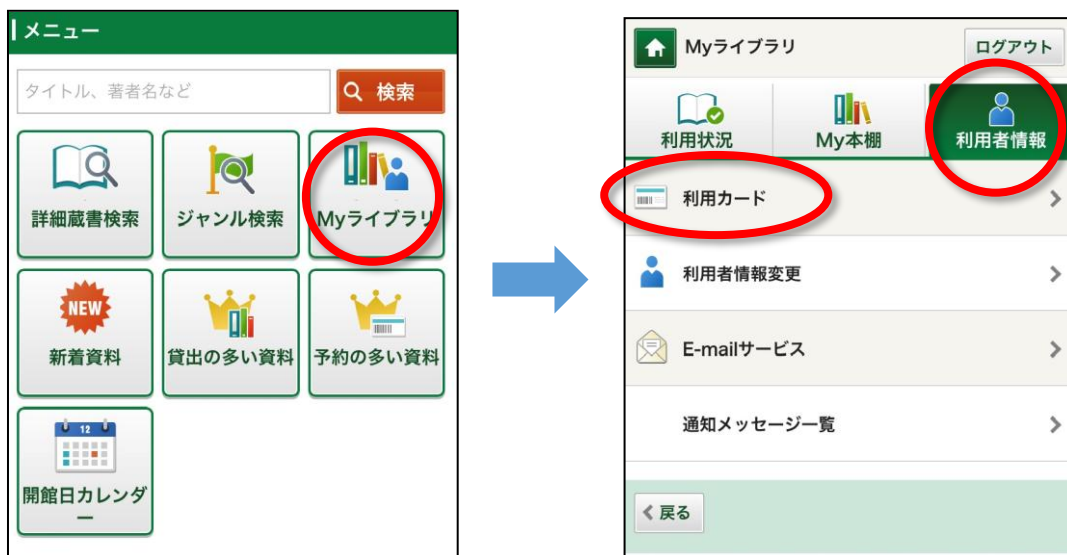 メニュー
タイトル、著者名など
検索
詳細蔵書検索
ジャンル検索
Myライブラリ
NEW
新着資料
貸出の多い資料
予約の多い資料
12
開館日カレンダ
ー
Myライブラリ
ログアウト
利用状況
My本棚
利用者情報
利用カード
利用者情報変更
E-mailサービス
通知メッセージ一覧
戻る